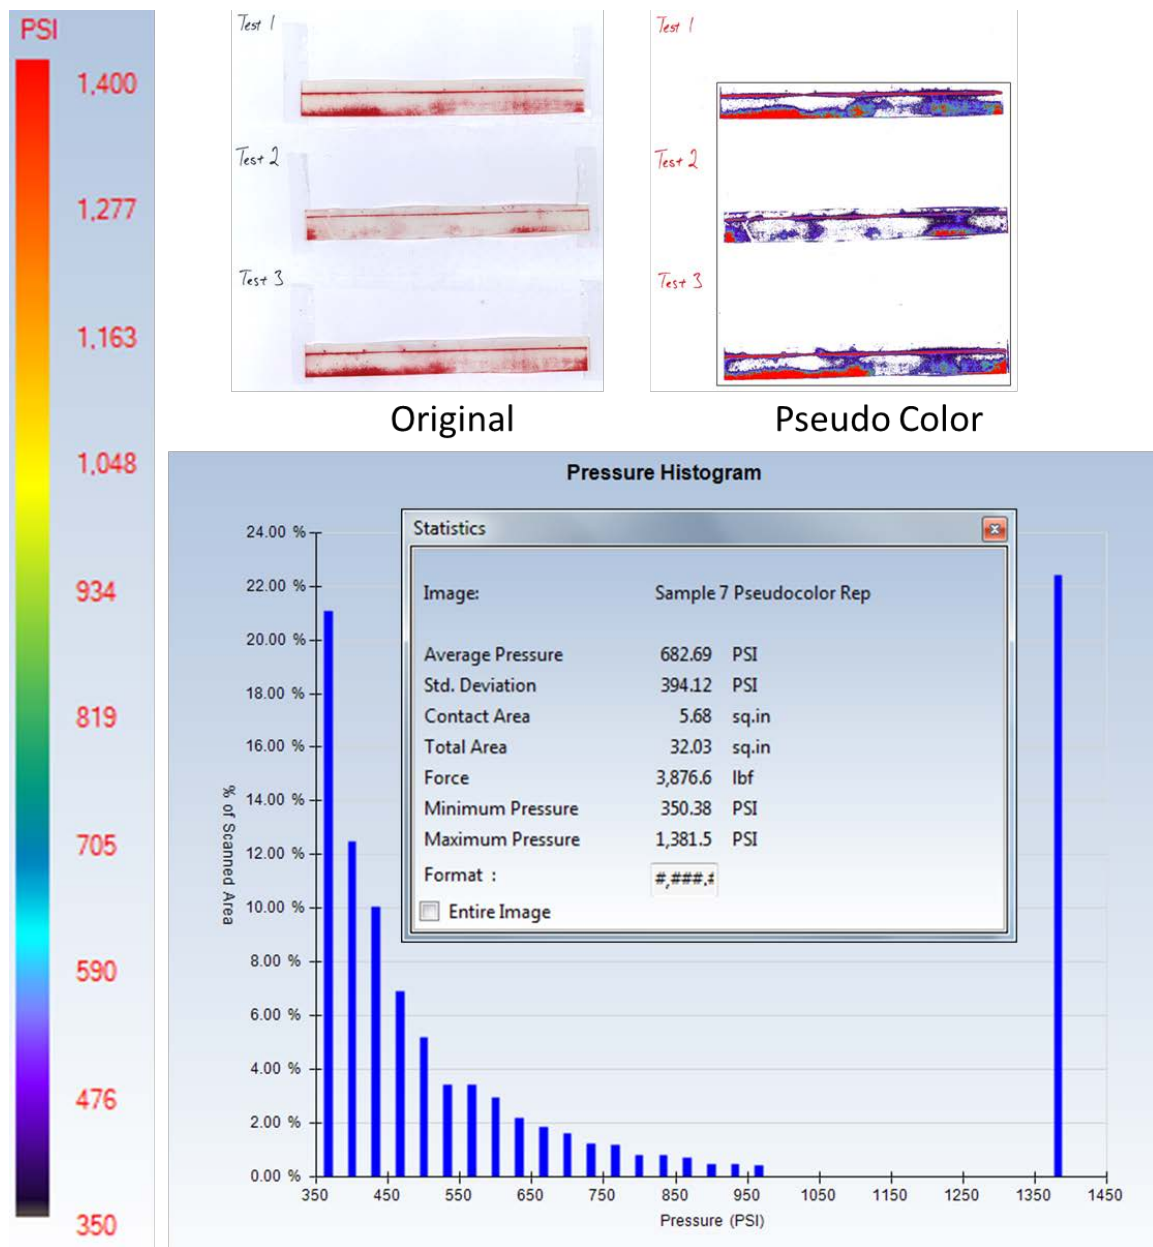 PSI
1,400
1,277
1,163
1,048
934
819
705
590
476
350
Test 1
Test 2
Test 3
Original
Test 1
Test 2
Test 3
Pseudo Color
Pressure Histogram
24.00 %
22.00 %
20.00 %
18.00 %
16.00 %
14.00 %
12.00 %
10.00 %
8.00 %
6.00 %
4.00 %
2.00 %
0.00 %
% of Scanned Area
350 450 550 650 750 850 950 1050 1150 1250 1350 1450
Pressure (PSI)
Statistics
Image: Sample 7 Pseudocolor Rep
Average Pressure 682.69 PSI
Std. Deviation 394.12 PSI
Contact Area 5.68 sq.in
Total Area 32.03 sq.in
Force 3,876.6 lbf
Minimum Pressure 350.38 PSI
Maximum Pressure 1,381.5 PSI
Format : #,###.#
Entire Image